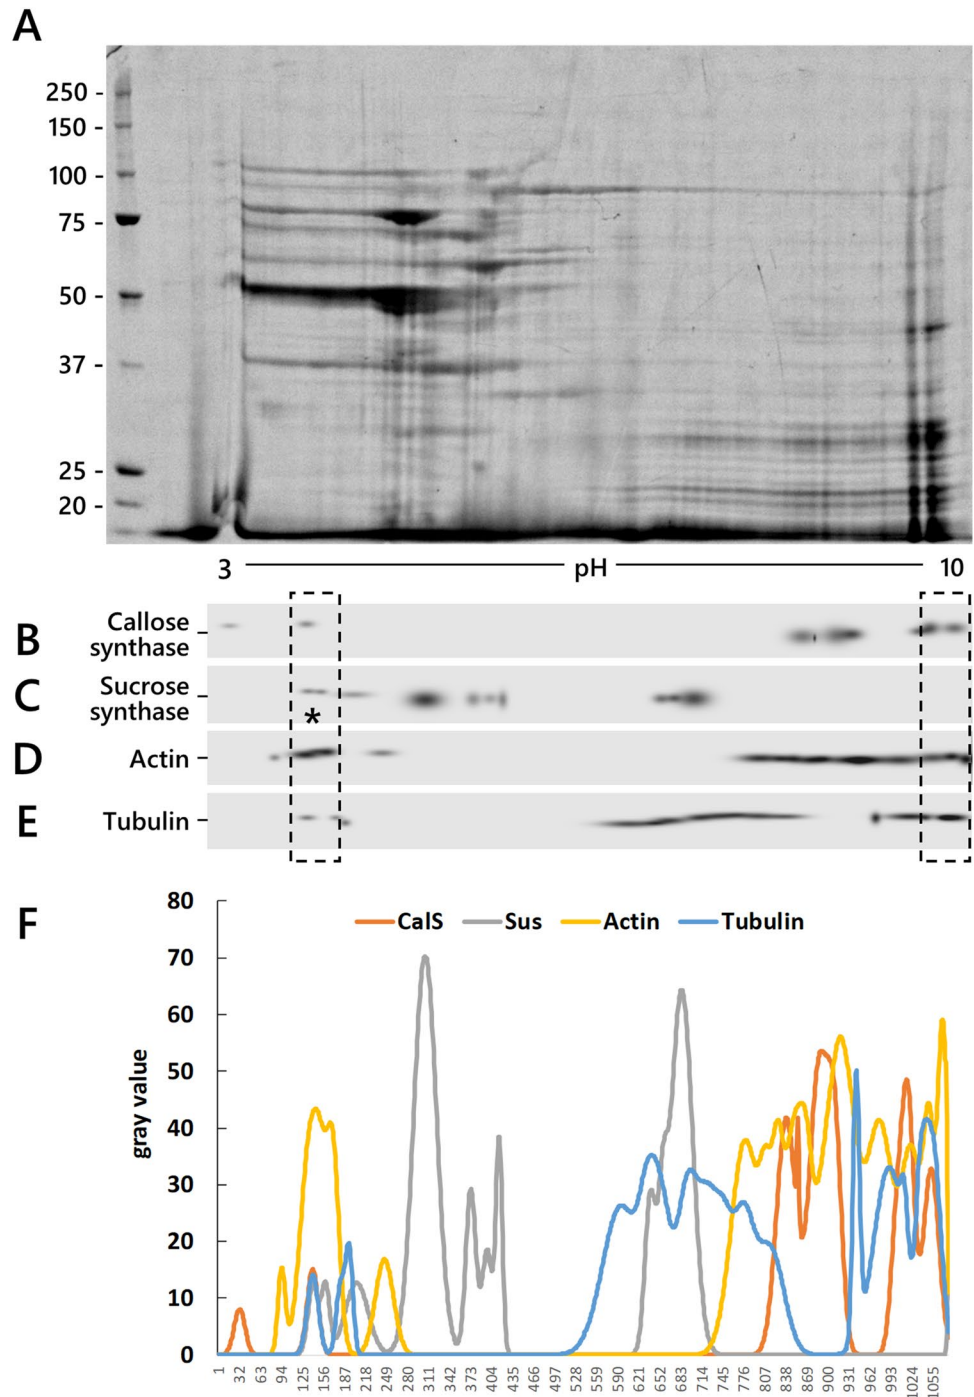 A
250 -
150 -
100 -
75 -
50 -
37 -
25 -
20 -
3 pH 10
B
Callose
synthase
C
Sucrose
synthase
*
D
Actin
E
Tubulin
F
CalS Sus Actin Tubulin
gray value
80
70
60
50
40
30
20
10
0
1 32 63 94 125 156 187 218 249 280 311 342 373 404 435 466 497 528 559 590 621 652 683 714 745 776 807 838 869 900 931 962 993 1024 1055